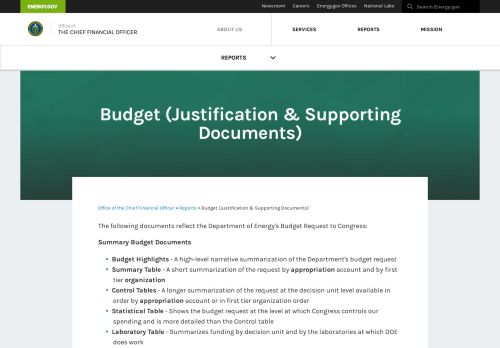 ENERGY.GOV
Newsroom Careers Energy.gov Offices National Labs Search Energy.gov
Office of
THE CHIEF FINANCIAL OFFICER
ABOUT US SERVICES REPORTS MISSION
REPORTS
Budget (Justification & Supporting
Documents)
Office of the Chief Financial Officer » Reports » Budget (Justification & Supporting Documents)
The following documents reflect the Department of Energy's Budget Request to Congress:
Summary Budget Documents
• Budget Highlights - A high-level narrative summarization of the Department's budget request
• Summary Table - A short summarization of the request by appropriation account and by first
tier organization
• Control Tables - A longer summarization of the request at the decision unit level available in
order by appropriation account or in first tier organization order
• Statistical Table - Shows the budget request at the level at which Congress controls our
spending and is more detailed than the Control table
• Laboratory Table - Summarizes funding by decision unit and by the laboratories at which DOE
does work